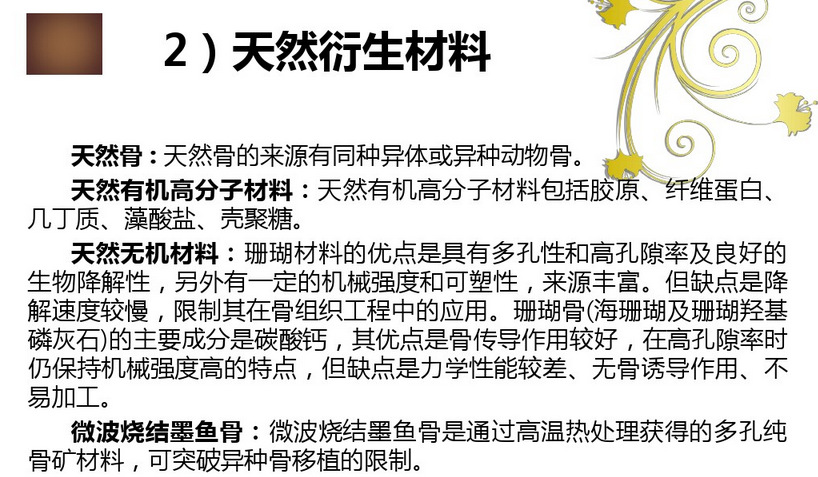 2）天然衍生材料
天然骨：天然骨的来源有同种异体或异种动物骨。
天然有机高分子材料：天然有机高分子材料包括胶原、纤维蛋白、
几丁质、藻酸盐、壳聚糖。
天然无机材料：珊瑚材料的优点是具有多孔性和高孔隙率及良好的
生物降解性，另外有一定的机械强度和可塑性，来源丰富。但缺点是降
解速度较慢，限制其在骨组织工程中的应用。珊瑚骨(海珊瑚及珊瑚羟基
磷灰石)的主要成分是碳酸钙，其优点是骨传导作用较好，在高孔隙率时
仍保持机械强度高的特点，但缺点是力学性能较差、无骨诱导作用、不
易加工。
微波烧结墨鱼骨：微波烧结墨鱼骨是通过高温热处理获得的多孔纯
骨矿材料，可突破异种骨移植的限制。